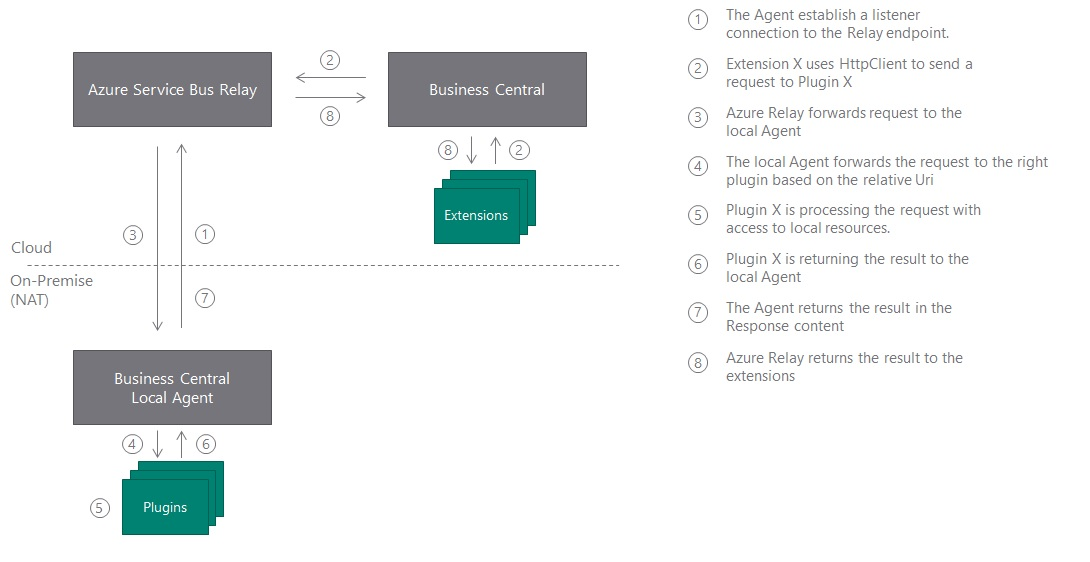 Azure Service Bus Relay
2
8
Business Central
8
2
Extensions
3
1
Cloud
On-Premise
(NAT)
7
Business Central
Local Agent
4
6
5
Plugins
1
The Agent establish a listener
connection to the Relay endpoint.
2
Extension X uses HttpClient to send a
request to Plugin X
3
Azure Relay forwards request to the
local Agent
4
The local Agent forwards the request to the right
plugin based on the relative Uri
5
Plugin X is processing the request with
access to local resources.
6
Plugin X is returning the result to the
local Agent
7
The Agent returns the result in the
Response content
8
Azure Relay returns the result to the
extensions